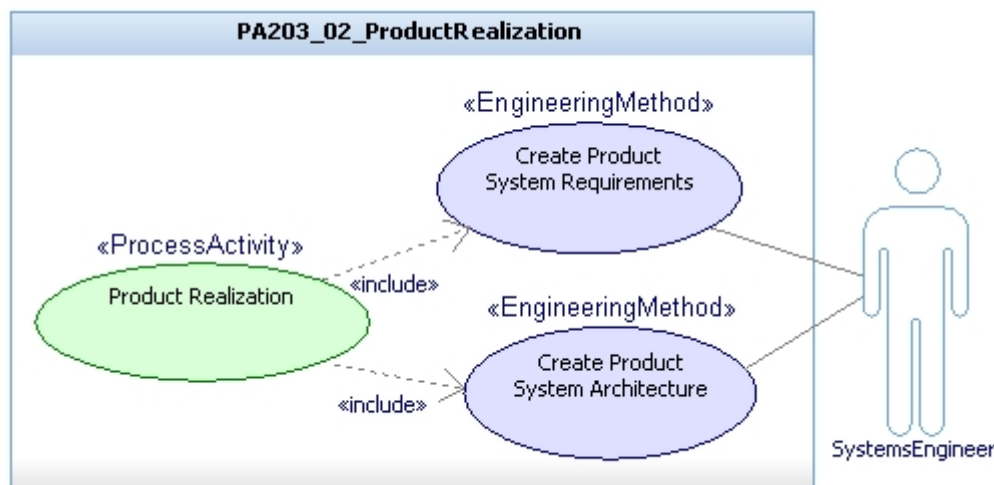 PA203_02_ProductRealization
«EngineeringMethod»
Create Product
System Requirements
«ProcessActivity»
Product Realization
«include»
«EngineeringMethod»
Create Product
System Architecture
«include»
SystemsEngineer